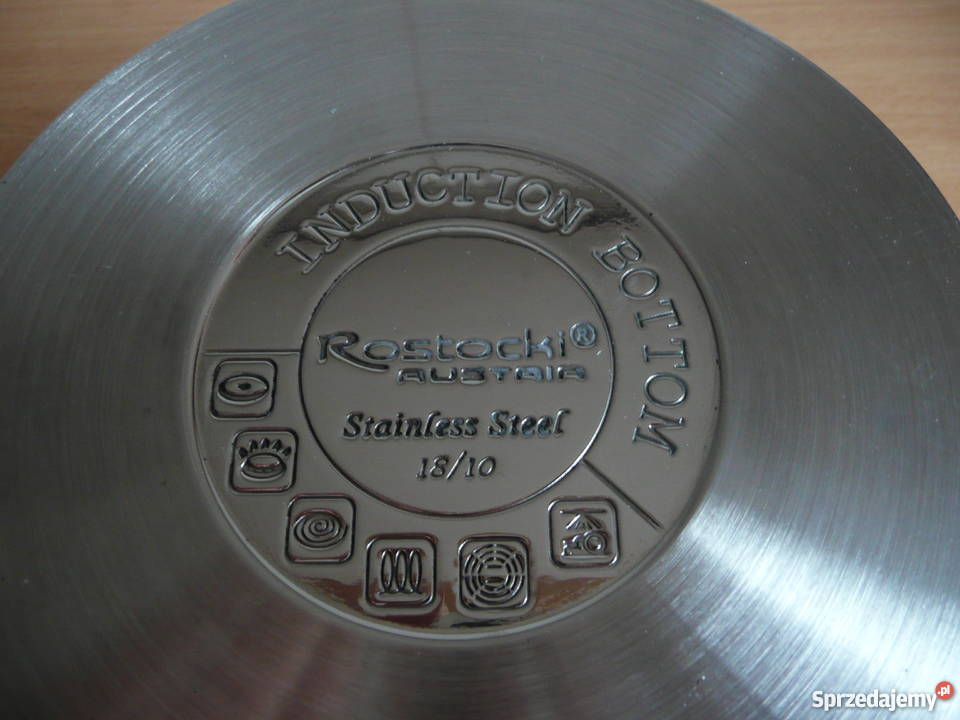 INDUCTION BOTTOM
Rostocki®
AUSTRIA
Stainless Steel
18/10
Sprzedajemy.pl